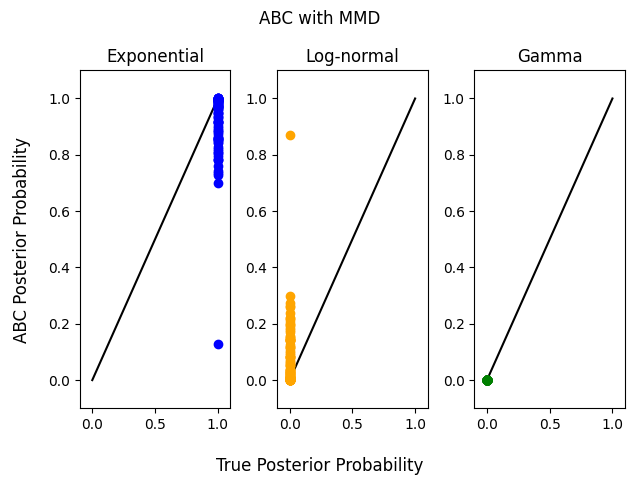 ABC with MMD
Exponential Log-normal Gamma
ABC Posterior Probability
1.0 1.0 1.0
0.8 0.8 0.8
0.6 0.6 0.6
0.4 0.4 0.4
0.2 0.2 0.2
0.0 0.0 0.0
0.0 0.5 1.0 0.0 0.5 1.0 0.0 0.5 1.0
True Posterior Probability